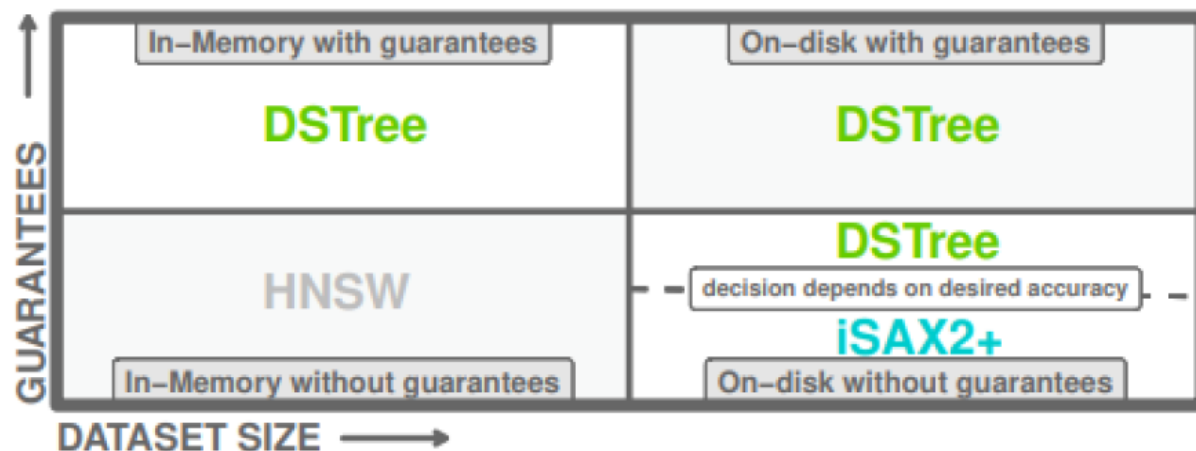 In-Memory with guarantees
On-disk with guarantees
DSTree
DSTree
GUARANTEES
HNSW
DSTree
decision depends on desired accuracy
iSAX2+
In-Memory without guarantees
On-disk without guarantees
DATASET SIZE